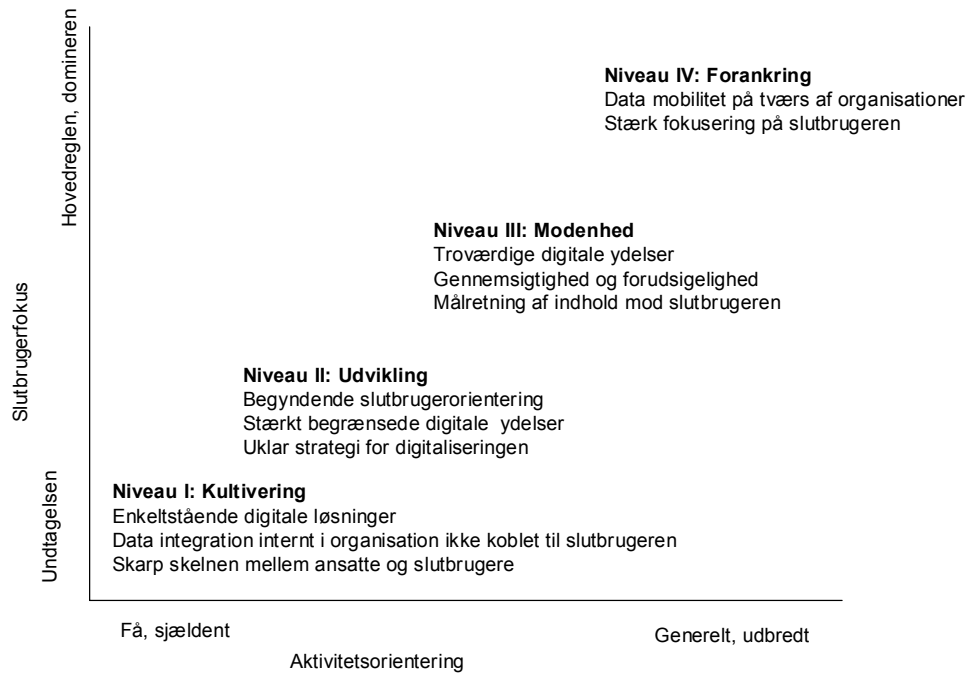 Hovedreglen, domineren
Slutbrugerfokus
Undtagelsen
Niveau IV: Forankring
Data mobilitet på tværs af organisationer
Stærk fokusering på slutbrugeren
Niveau III: Modenhed
Troværdige digitale ydelser
Gennemsigtighed og forudsigelighed
Målretning af indhold mod slutbrugeren
Niveau II: Udvikling
Begyndende slutbrugerorientering
Stærkt begrænsede digitale ydelser
Uklar strategi for digitaliseringen
Niveau I: Kultivering
Enkeltstående digitale løsninger
Data integration internt i organisation ikke koblet til slutbrugeren
Skarp skelnen mellem ansatte og slutbrugere
Få, sjældent
Generelt, udbredt
Aktivitetsorientering